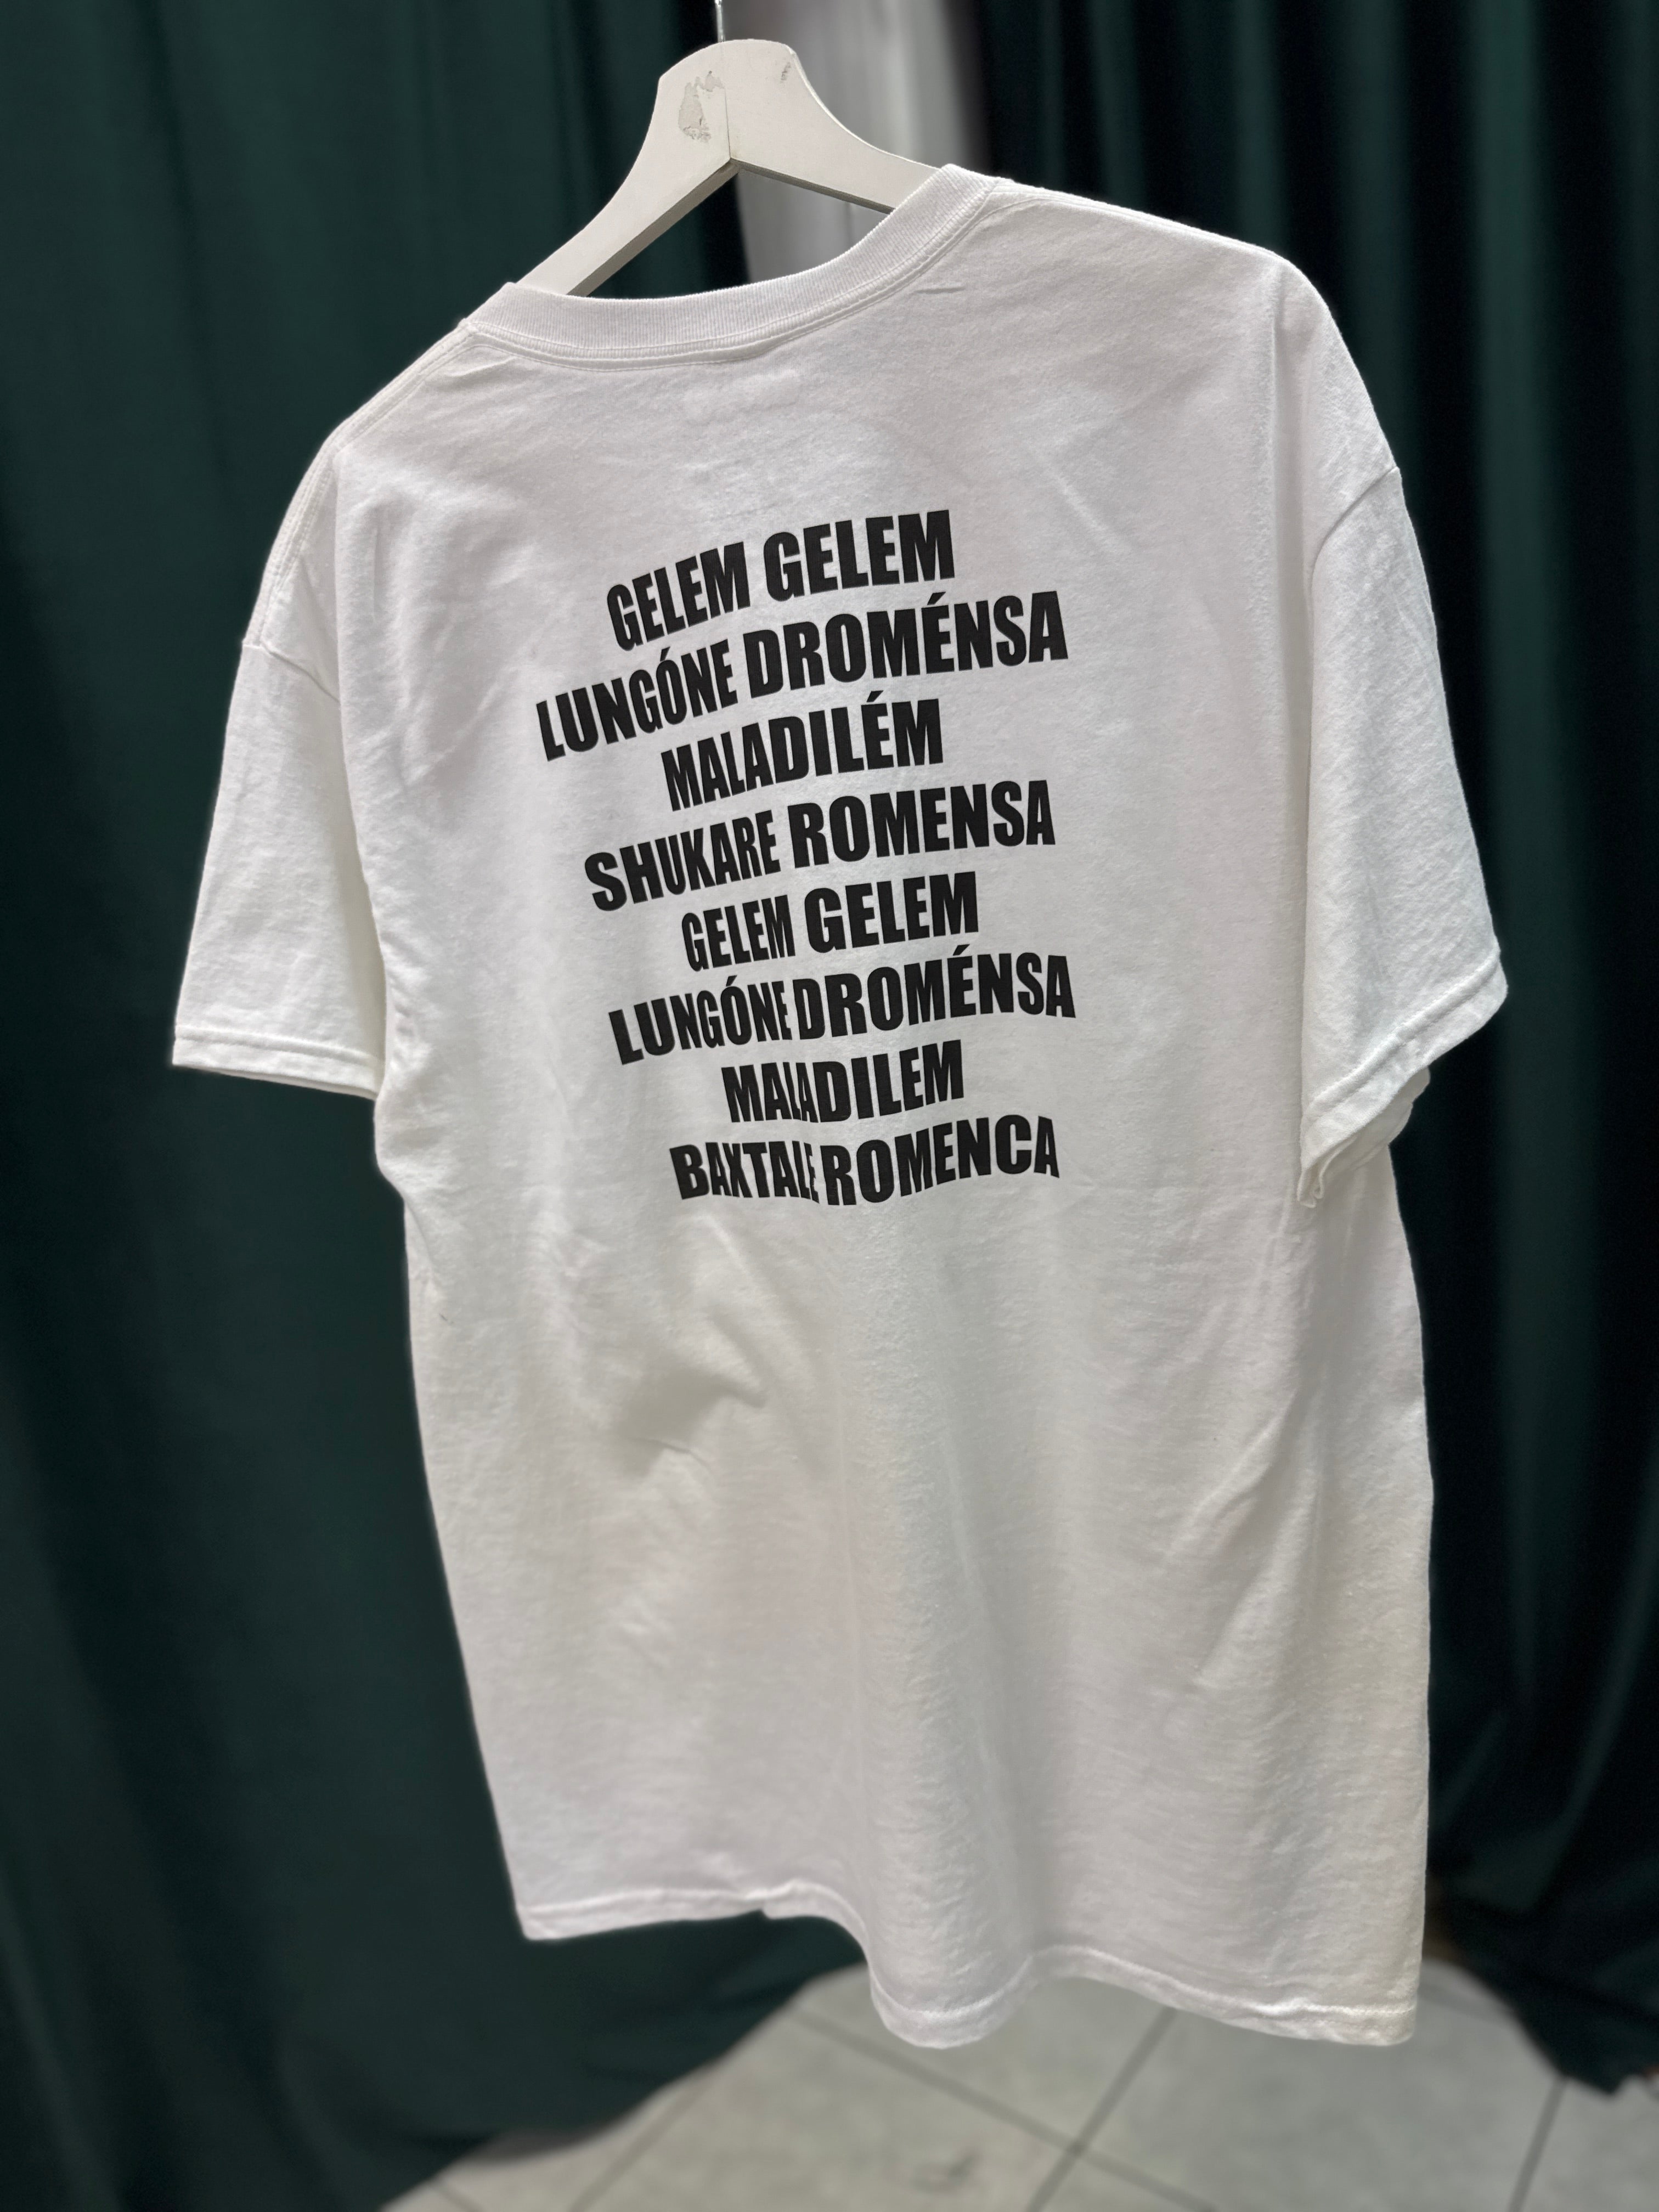 GELEM GELEM
LUNGÓNE DROMÉNSA
MALADILÉM
SHUKARE ROMENSA
GELEM GELEM
LUNGÓNE DROMÉNSA
MALADILEM
BAXTALE ROMENCA